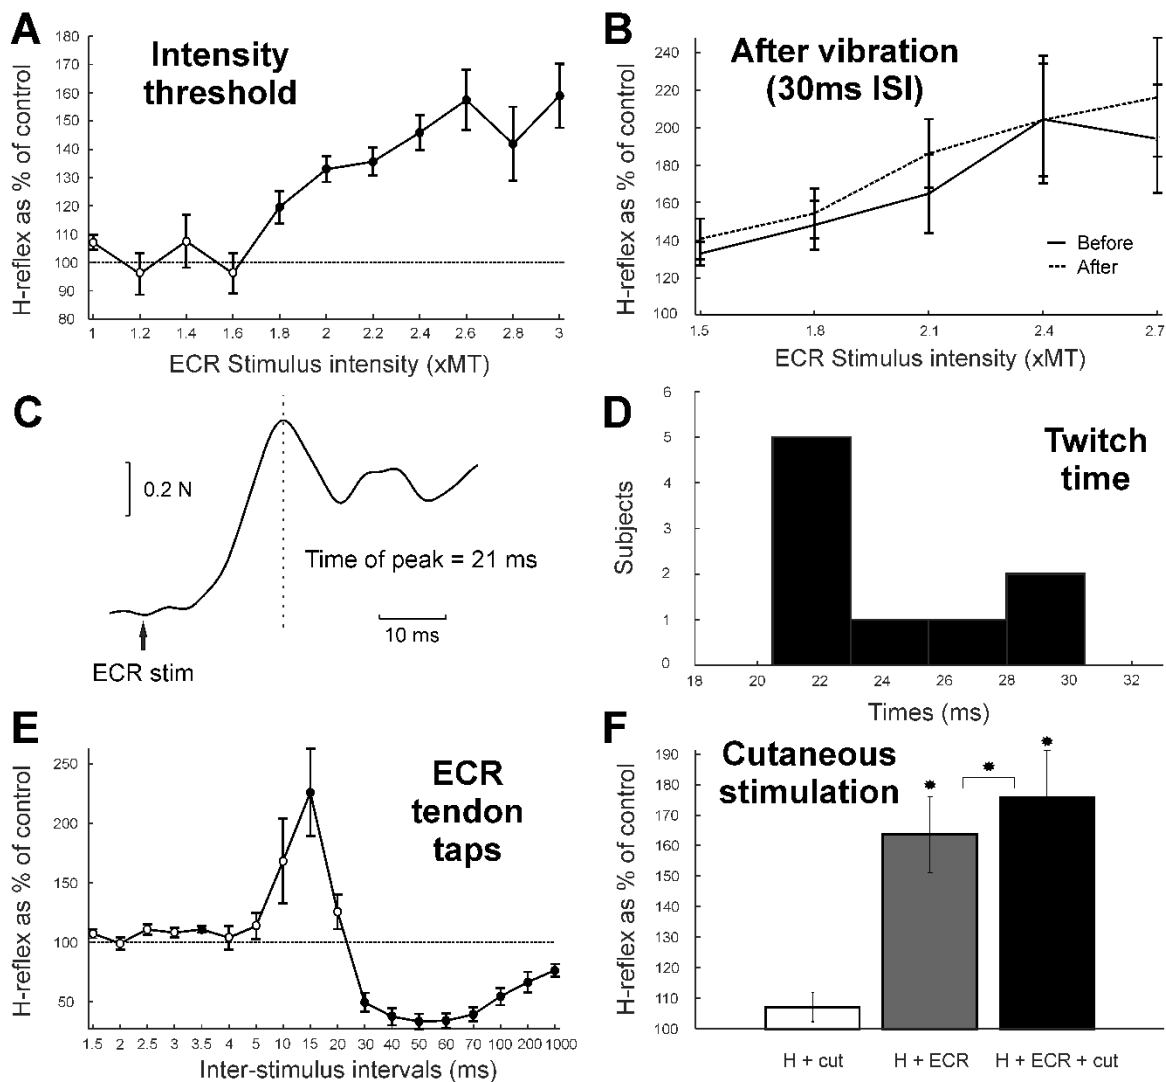 A
Intensity
threshold
H-reflex as % of control
180
170
160
150
140
130
120
110
100
90
80
1 1.2 1.4 1.6 1.8 2 2.2 2.4 2.6 2.8 3
ECR Stimulus intensity (xMT)
B
After vibration
(30ms ISI)
H-reflex as % of control
240
220
200
180
160
140
120
100
Before
After
1.5 1.8 2.1 2.4 2.7
ECR Stimulus intensity (xMT)
C
0.2 N
Time of peak = 21 ms
10 ms
ECR stim
D
Twitch
time
Subjects
6
5
4
3
2
1
0
18 20 22 24 26 28 30 32
Times (ms)
E
ECR
tendon
taps
H-reflex as % of control
250
200
150
100
50
1.5 2 2.5 3 3.5 4 5 10 15 20 30 40 50 60 70 100 200 1000
Inter-stimulus intervals (ms)
F
Cutaneous
stimulation
H-reflex as % of control
190
180
170
160
150
140
130
120
110
100
H + cut H + ECR H + ECR + cut